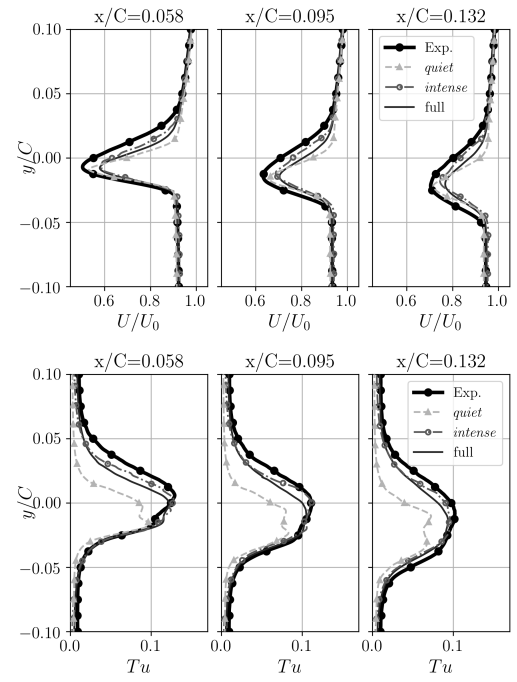 x/C=0.058 x/C=0.095 x/C=0.132
0.10
0.05
0.00
−0.05
−0.10
y/C
Exp.
quiet
intense
full
0.6 0.8 1.0 0.6 0.8 1.0 0.6 0.8 1.0
U/U0 U/U0 U/U0
x/C=0.058 x/C=0.095 x/C=0.132
0.10
0.05
0.00
−0.05
−0.10
y/C
Exp.
quiet
intense
full
0.0 0.1 0.0 0.1 0.0 0.1
Tu Tu Tu